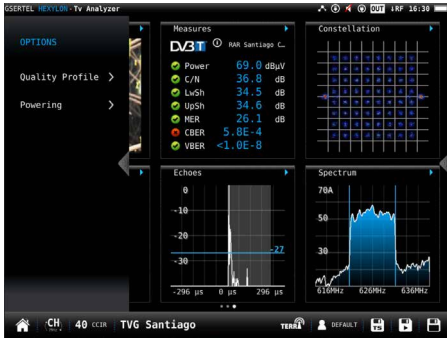 GSERTEL HEXYLON-Tv Analyzer
OUT iRF 16:30
OPTIONS
Quality Profile >
Powering >
Measures
DVB T RAR Santiago C…
Power 69.0 dBµV
C/N 36.8 dB
LwSh 34.5 dB
UpSh 34.6 dB
MER 26.1 dB
CBER 5.8E-4
VBER <1.0E-8
Constellation
Echoes
0
-10
-20
-27
-30
-296 µs 0 µs 296 µs
Spectrum
70A
50
30
616MHz 626MHz 636MHz
CH 40 CCIR TVG Santiago TERRA DEFAULT TS